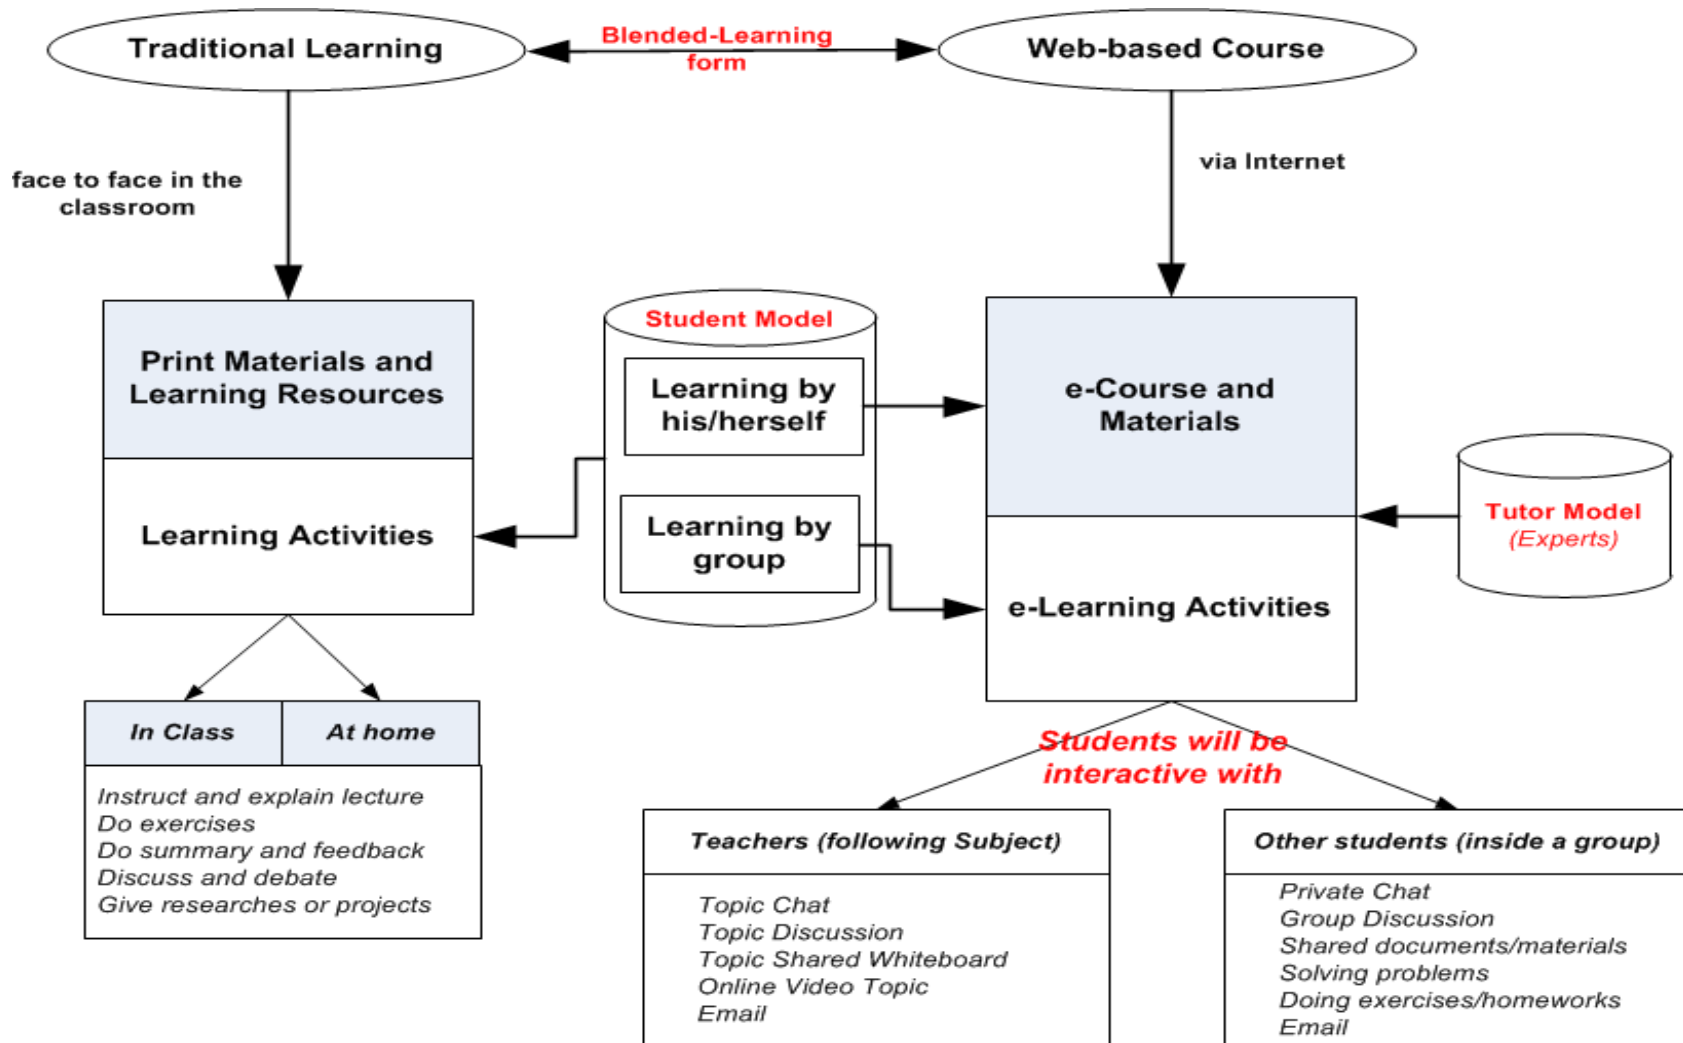 Traditional Learning
Blended-Learning
form
Web-based Course
face to face in the
classroom
via Internet
Print Materials and
Learning Resources
Learning Activities
Student Model
Learning by
his/herself
Learning by
group
e-Course and
Materials
e-Learning Activities
Tutor Model
(Experts)
In Class
At home
Instruct and explain lecture
Do exercises
Do summary and feedback
Discuss and debate
Give researches or projects
Students will be
interactive with
Teachers (following Subject)
Topic Chat
Topic Discussion
Topic Shared Whiteboard
Online Video Topic
Email
Other students (inside a group)
Private Chat
Group Discussion
Shared documents/materials
Solving problems
Doing exercises/homeworks
Email